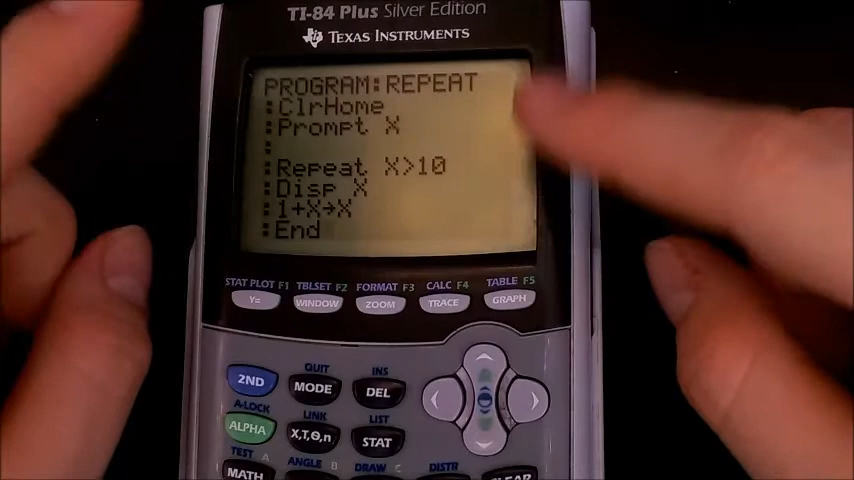 TI-84 Plus Silver Edition
TEXAS INSTRUMENTS
PROGRAM:REPEAT
:ClrHome
:Prompt X
:
:Repeat X>10
:Disp X
:1+X→X
:End
STAT PLOT F1 TBLSET F2 FORMAT F3 CALC F4 TABLE F5
Y= WINDOW ZOOM TRACE GRAPH
QUIT INS
2ND MODE DEL
A-LOCK LINK LIST
ALPHA X,T,θ,n STAT
TEST A ANGLE B DRAW C DISTR
MATH CLEAR